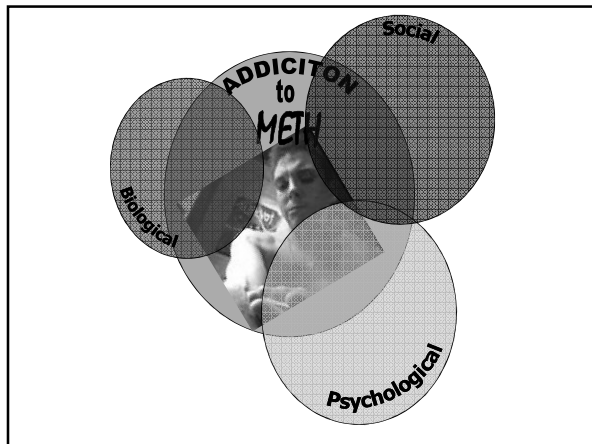 Social
ADDICITON
to
METH
Biological
Psychological